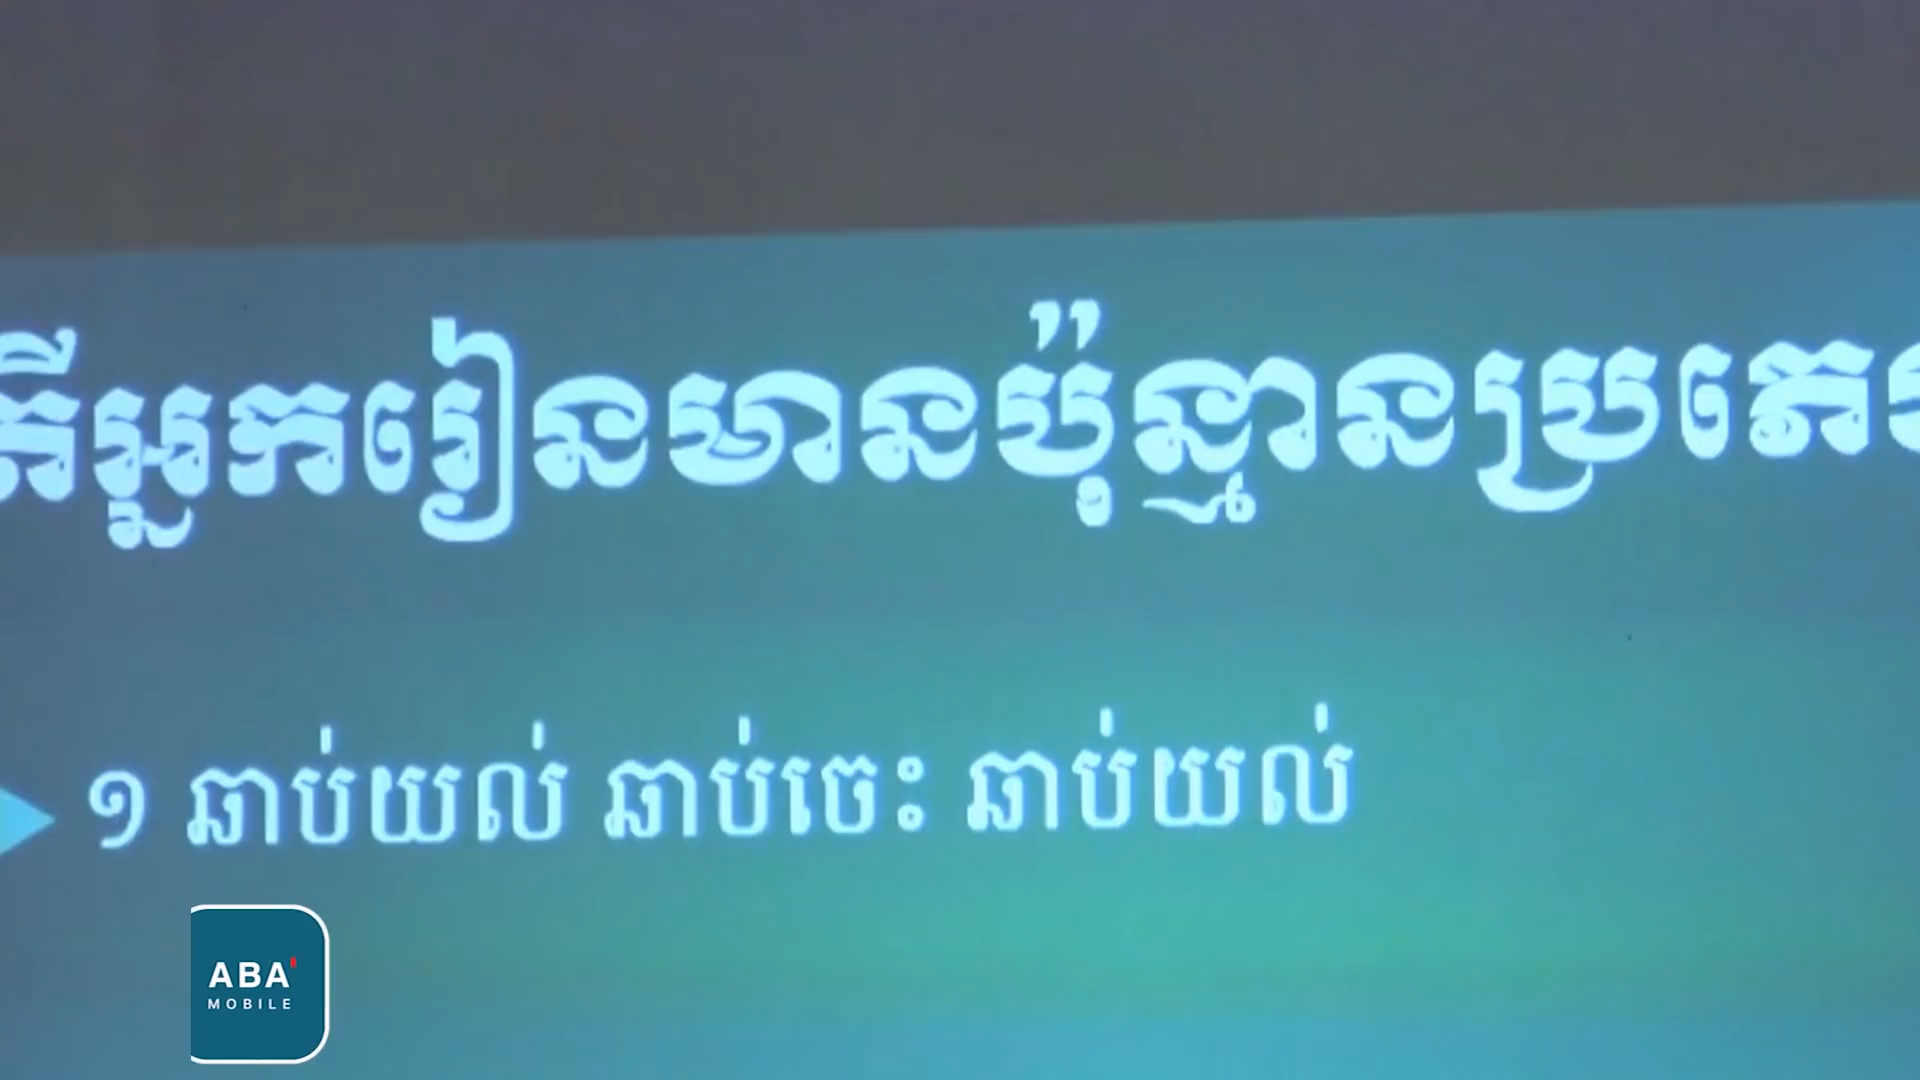 តើអ្នករៀនមានប៉ុន្មានប្រភេទ
១ ឆាប់យល់ ឆាប់ចេះ ឆាប់យល់
ABA'
MOBILE